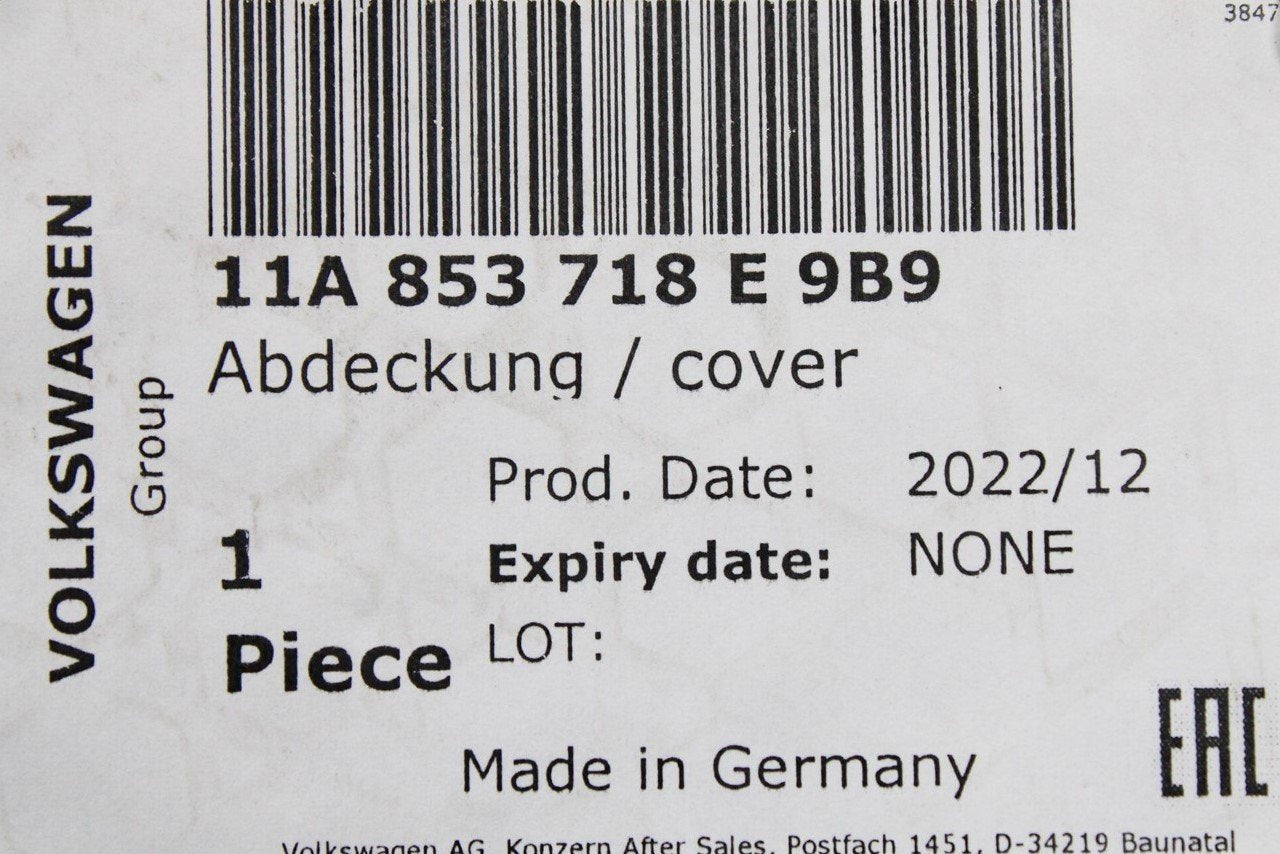 3847
11A 853 718 E 9B9
Abdeckung / cover
VOLKSWAGEN
Group
Prod. Date: 2022/12
1
Expiry date: NONE
Piece
LOT:
EAC
Made in Germany
Volkswagen AG, Konzern After Sales, Postfach 1451, D-34219 Baunatal